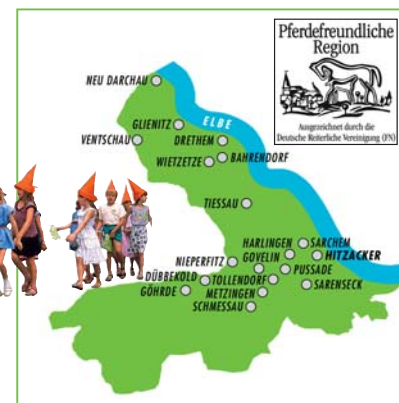 Pferdefreundliche
Region
Ausgezeichnet durch die
Deutsche Reiterliche Vereinigung (FN)
NEU DARCHAU
GLIENITZ
ELBE
VENTSCHAU
DRETHEM
WIETZETZE
BAHRENDORF
TIESSAU
HARLINGEN
SARCHEM
GOVELIN
HITZACKER
NIEPERFITZ
PUSSADE
DÜBBEKOLD
TOLLENDORF
SARENSECK
GÖHRDE
METZINGEN
SCHMESSAU